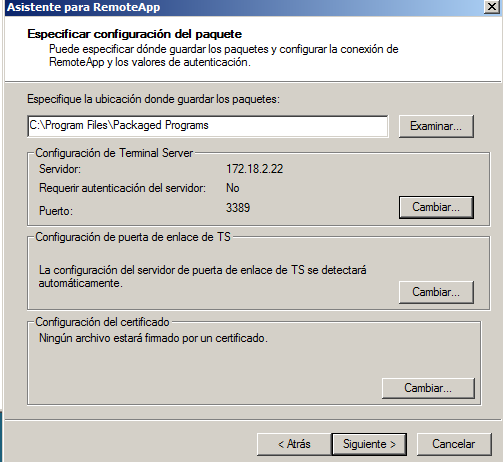 Asistente para RemoteApp
Especificar configuración del paquete
Puede especificar dónde guardar los paquetes y configurar la conexión de
RemoteApp y los valores de autenticación.
Especifique la ubicación donde guardar los paquetes:
C:\Program Files\Packaged Programs
Examinar...
Configuración de Terminal Server
Servidor: 172.18.2.22
Requerir autenticación del servidor: No
Puerto: 3389
Cambiar...
Configuración de puerta de enlace de TS
La configuración del servidor de puerta de enlace de TS se detectará
automáticamente.
Cambiar...
Configuración del certificado
Ningún archivo estará firmado por un certificado.
Cambiar...
< Atrás Siguiente > Cancelar